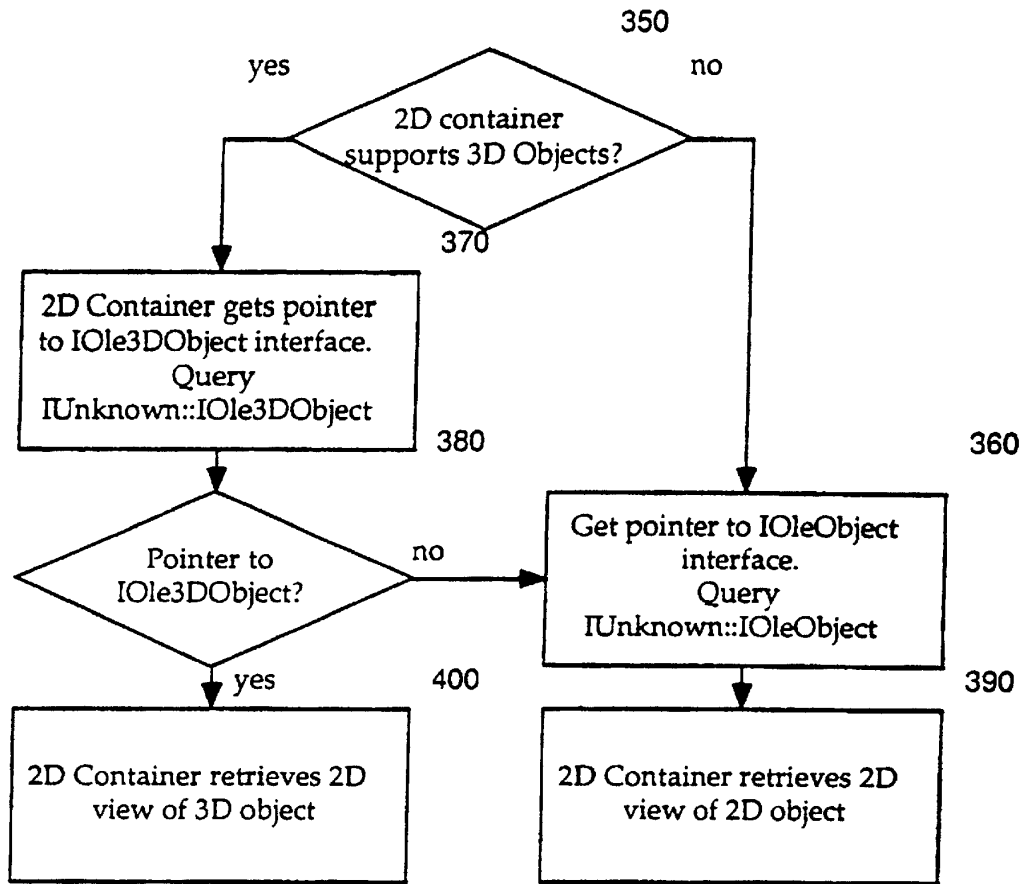 350
yes
no
2D container
supports 3D Objects?
370
2D Container gets pointer
to IOle3DObject interface.
Query
IUnknown::IOle3DObject
380
360
Pointer to
IOle3DObject?
no
Get pointer to IOleObject
interface.
Query
IUnknown::IOleObject
yes
400
390
2D Container retrieves 2D
view of 3D object
2D Container retrieves 2D
view of 2D object